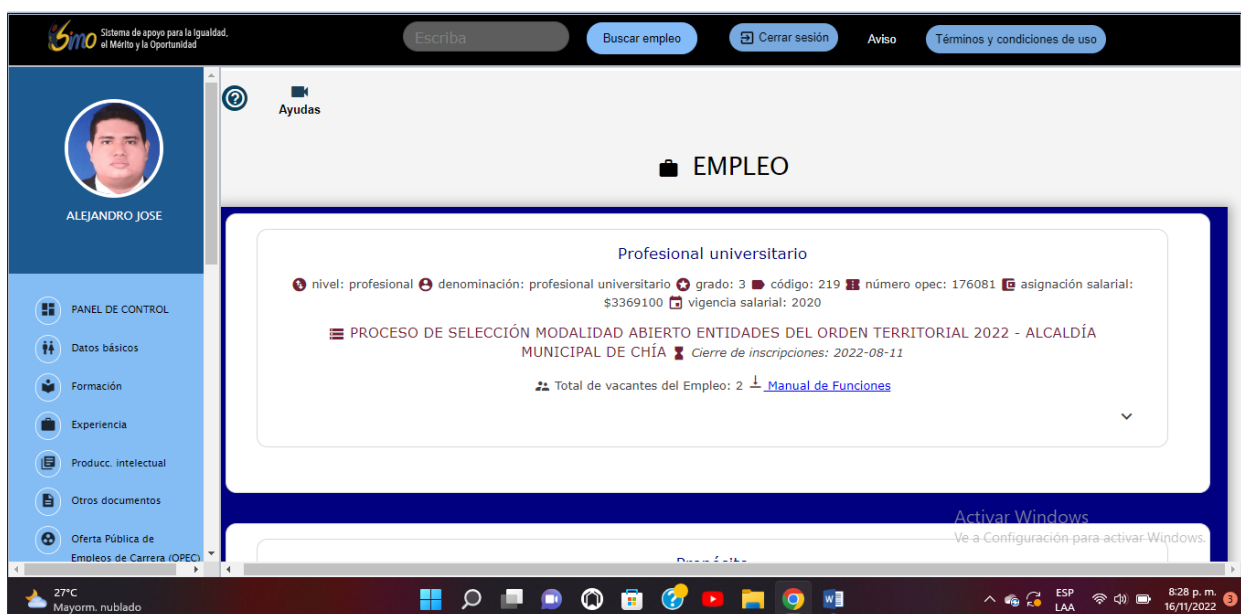 Simo Sistema de apoyo para la Igualdad,
el Mérito y la Oportunidad
Escriba
Buscar empleo
Cerrar sesión
Aviso
Términos y condiciones de uso
ALEJANDRO JOSE
PANEL DE CONTROL
Datos básicos
Formación
Experiencia
Producc. intelectual
Otros documentos
Oferta Pública de
Empleos de Carrera (OPEC)
Ayudas
EMPLEO
Profesional universitario
nivel: profesional denominación: profesional universitario grado: 3 código: 219 número opec: 176081 asignación salarial:
$3369100 vigencia salarial: 2020
PROCESO DE SELECCIÓN MODALIDAD ABIERTO ENTIDADES DEL ORDEN TERRITORIAL 2022 - ALCALDÍA
MUNICIPAL DE CHÍA Cierre de inscripciones: 2022-08-11
Total de vacantes del Empleo: 2 Manual de Funciones
Activar Windows
Ve a Configuración para activar Windows.
27°C
Mayorm. nublado
ESP
LAA
8:28 p. m.
16/11/2022
3